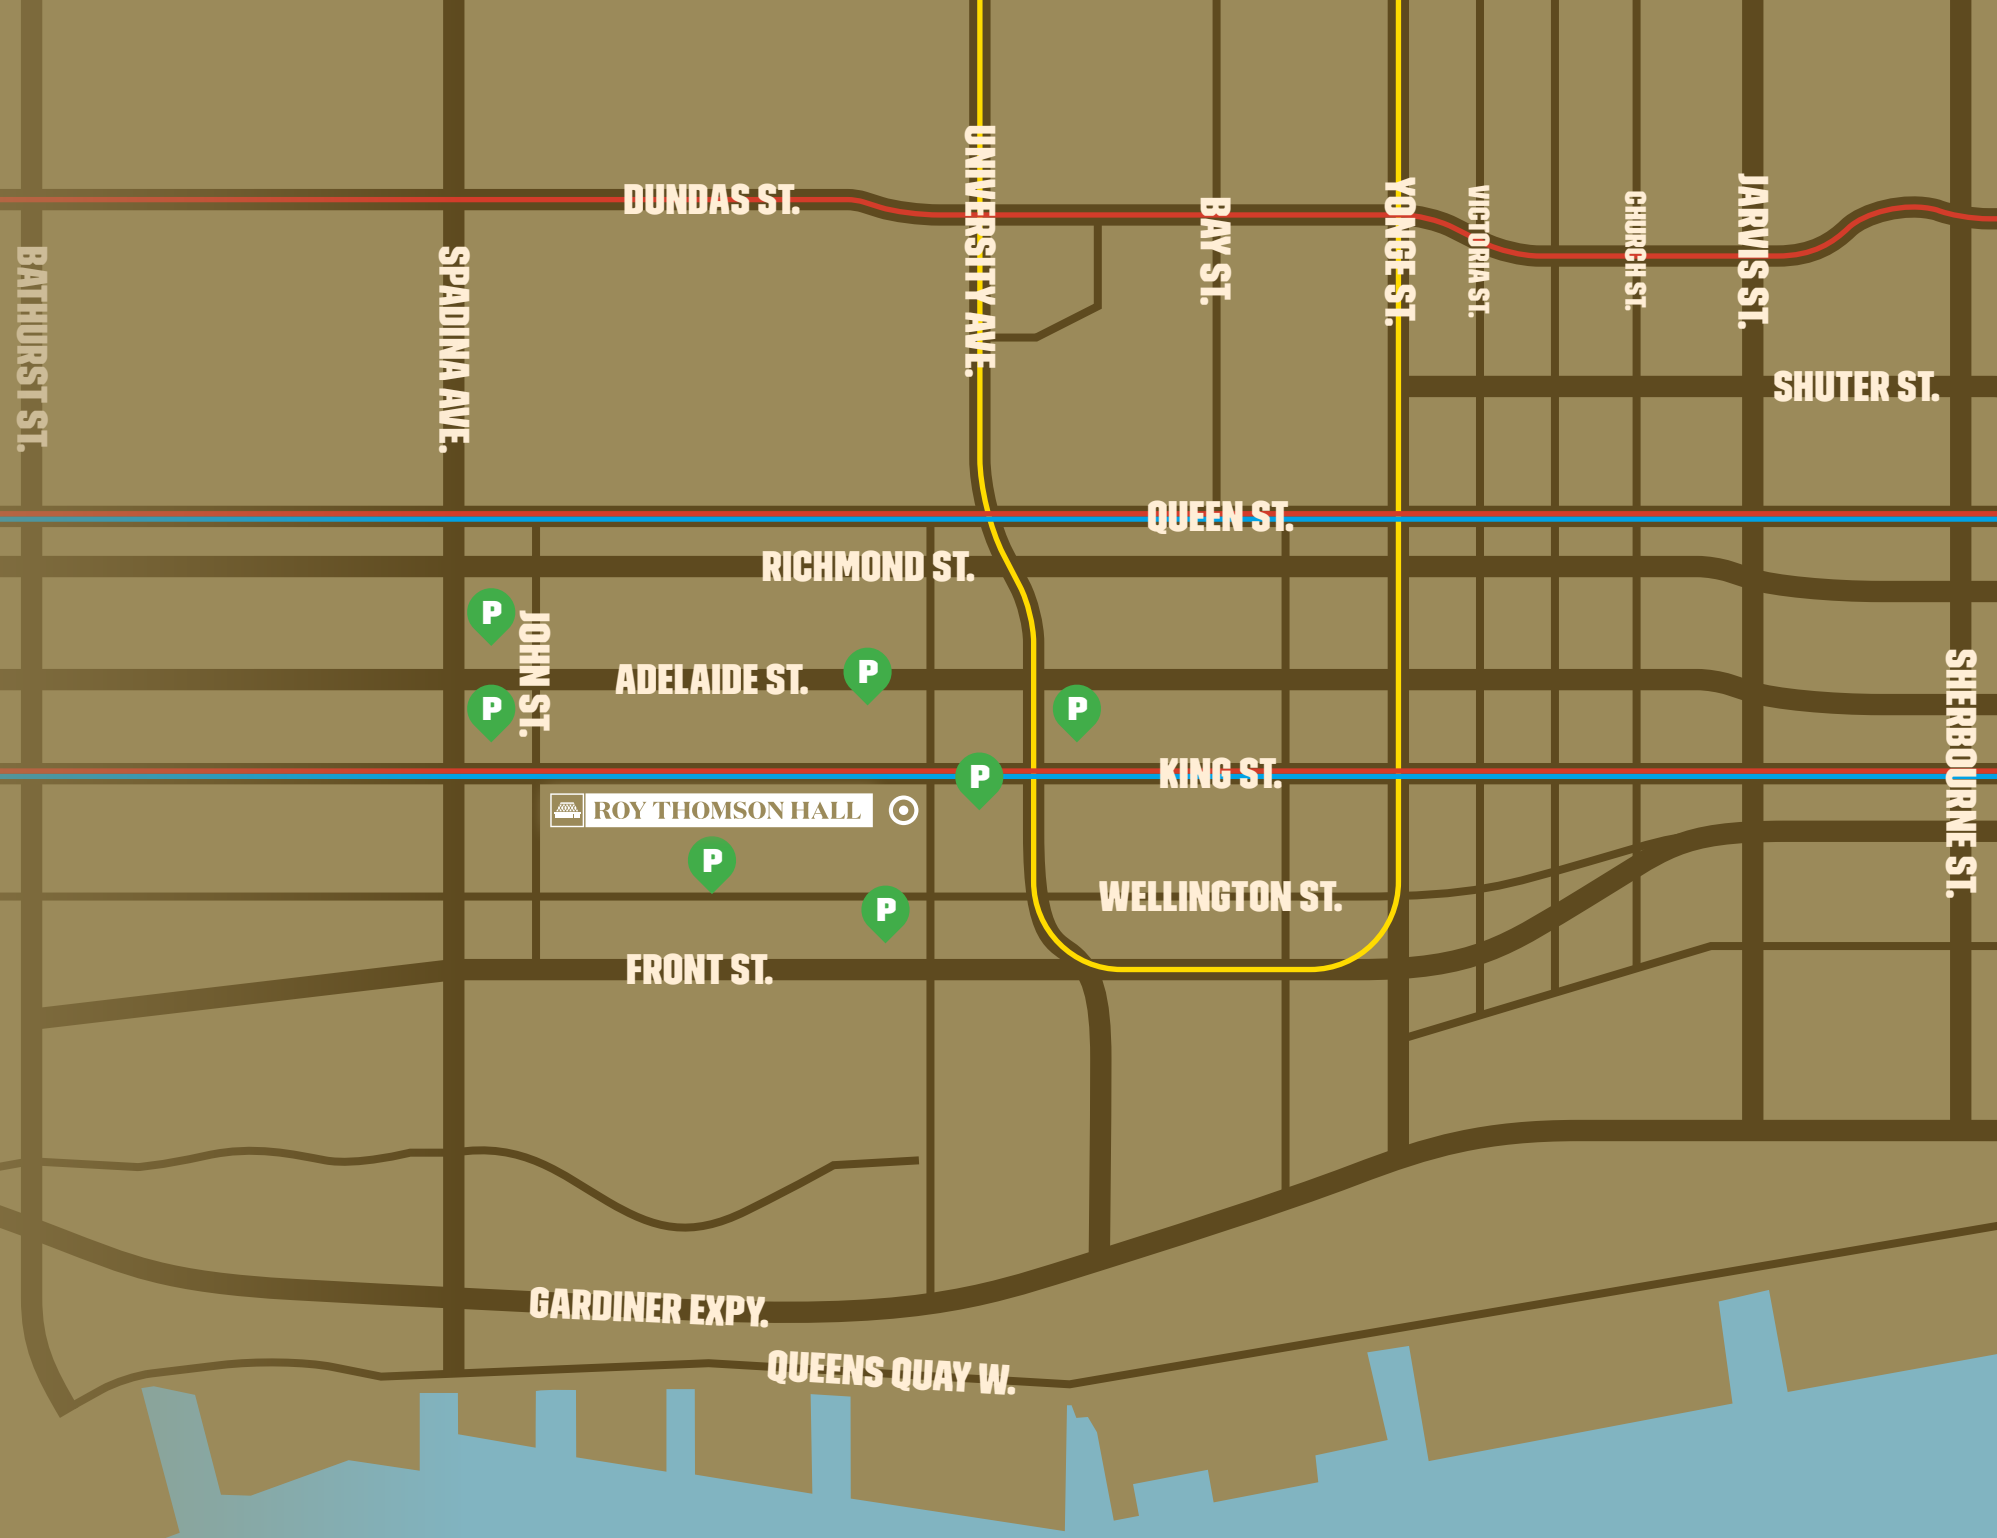 UNIVERSITY AVE.
DUNDAS ST.
BAY ST.
YONGE ST.
VICTORIA ST.
CHURCH ST.
JARVIS ST.
BATHURST ST.
SPADINA AVE.
SHUTER ST.
QUEEN ST.
RICHMOND ST.
P
JOHN ST.
ADELAIDE ST.
P
P
P
SHERBOURNE ST.
KING ST.
P
ROY THOMSON HALL
P
WELLINGTON ST.
P
FRONT ST.
GARDINER EXPY.
QUEENS QUAY W.